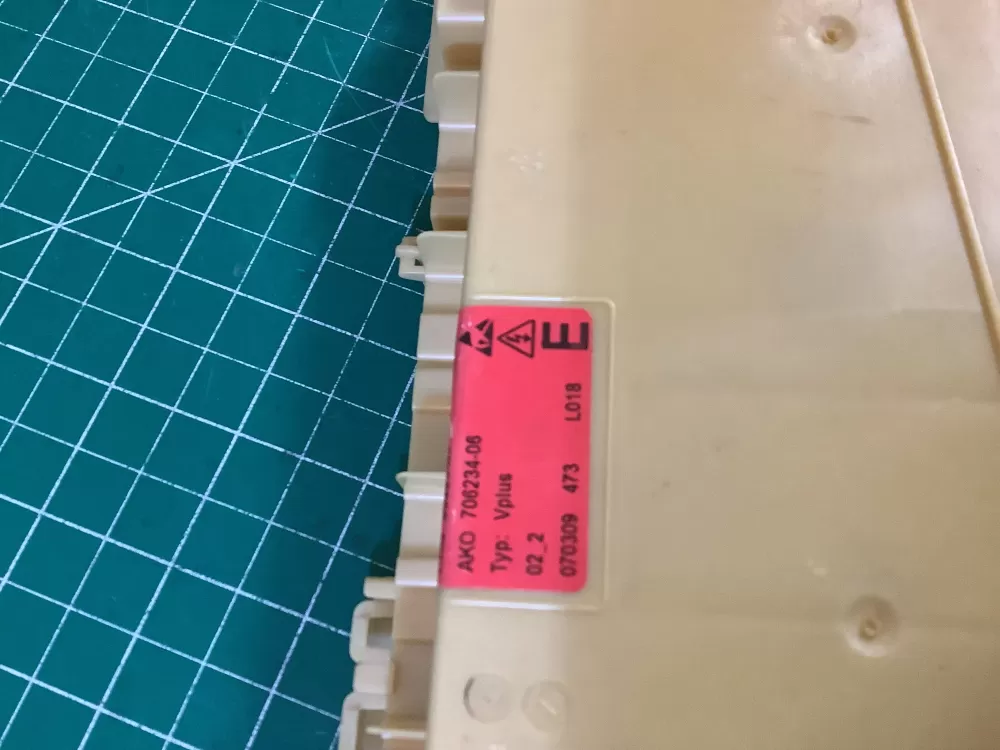 E
AKO 706234-06
Typ: Vplus
02_2
070309 473 L018